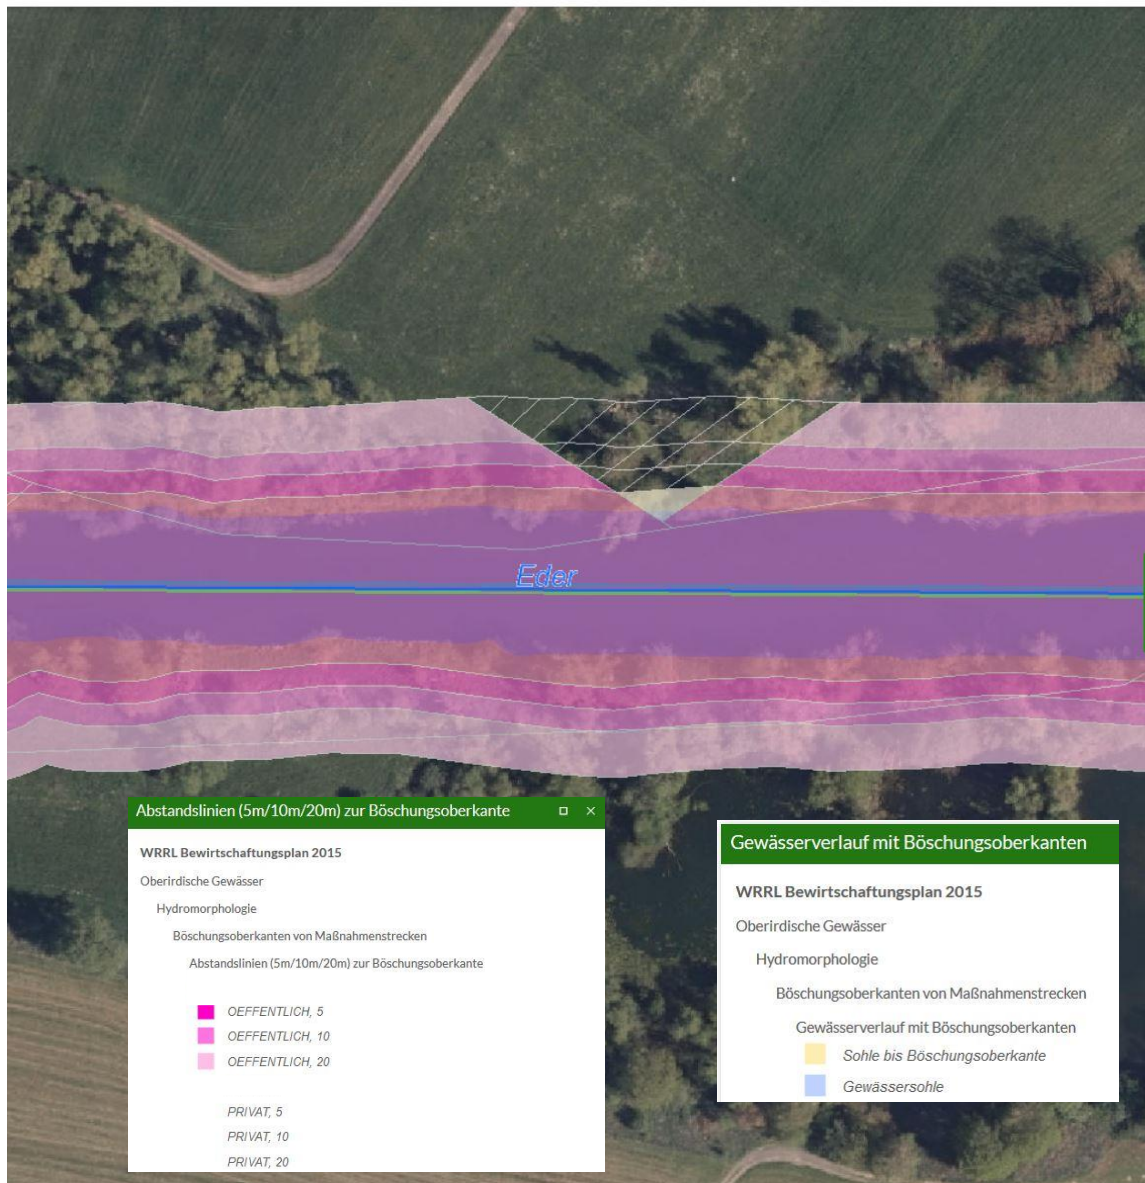 Eder
Abstandslinien (5m/10m/20m) zur Böschungsoberkante
WRRL Bewirtschaftungsplan 2015
Oberirdische Gewässer
Hydromorphologie
Böschungsoberkanten von Maßnahmenstrecken
Abstandslinien (5m/10m/20m) zur Böschungsoberkante
OEFFENTLICH, 5
OEFFENTLICH, 10
OEFFENTLICH, 20
PRIVAT, 5
PRIVAT, 10
PRIVAT, 20
Gewässerverlauf mit Böschungsoberkanten
WRRL Bewirtschaftungsplan 2015
Oberirdische Gewässer
Hydromorphologie
Böschungsoberkanten von Maßnahmenstrecken
Gewässerverlauf mit Böschungsoberkanten
Sohle bis Böschungsoberkante
Gewässersohle